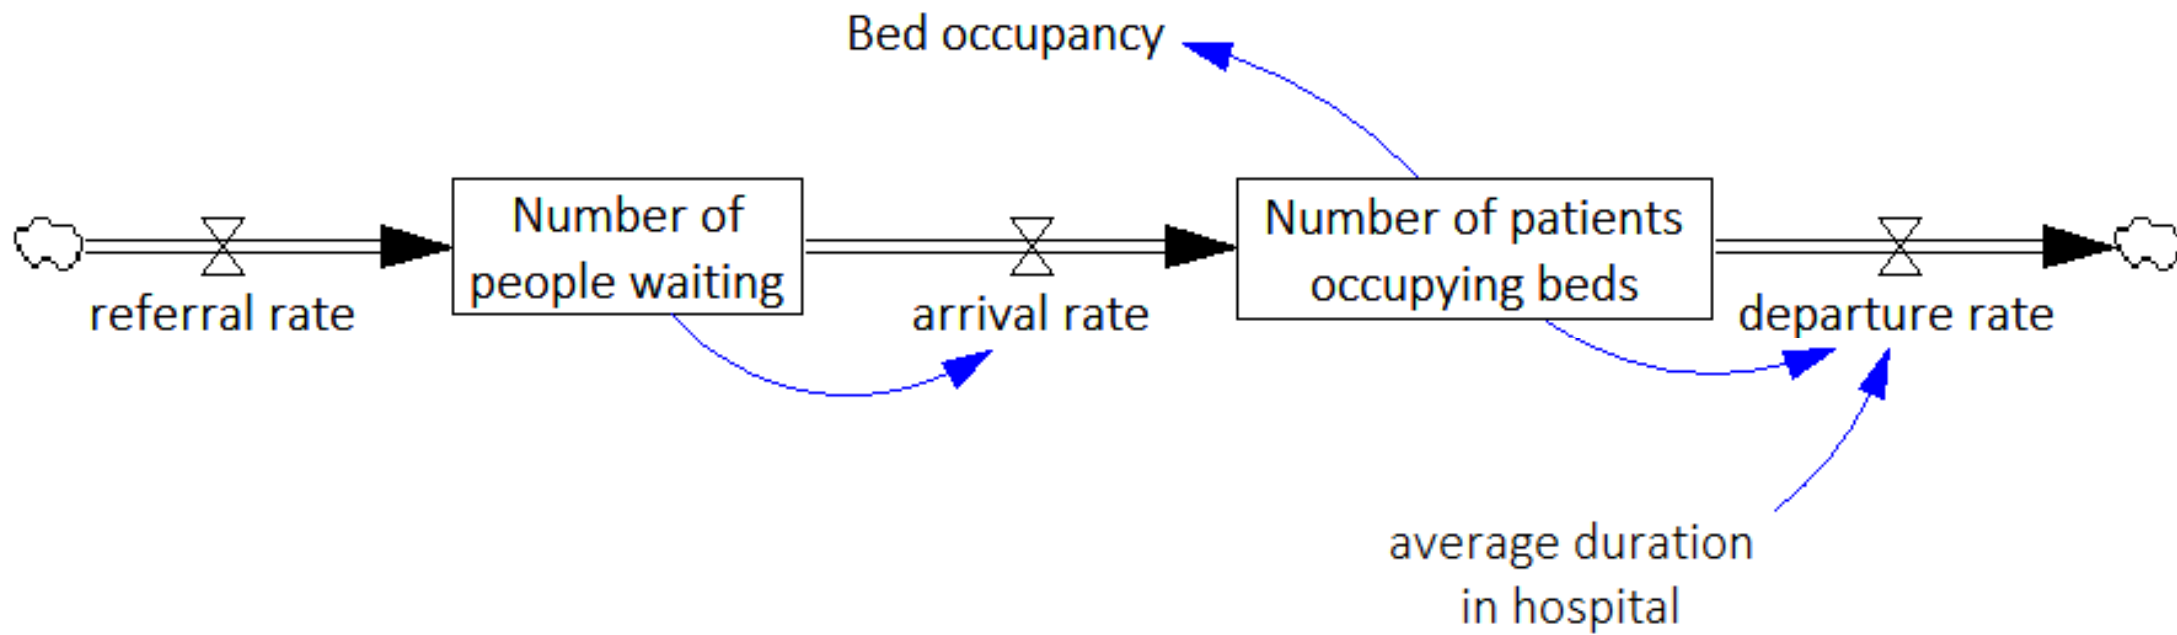 Bed occupancy
Number of
people waiting
Number of patients
occupying beds
referral rate
arrival rate
departure rate
average duration
in hospital